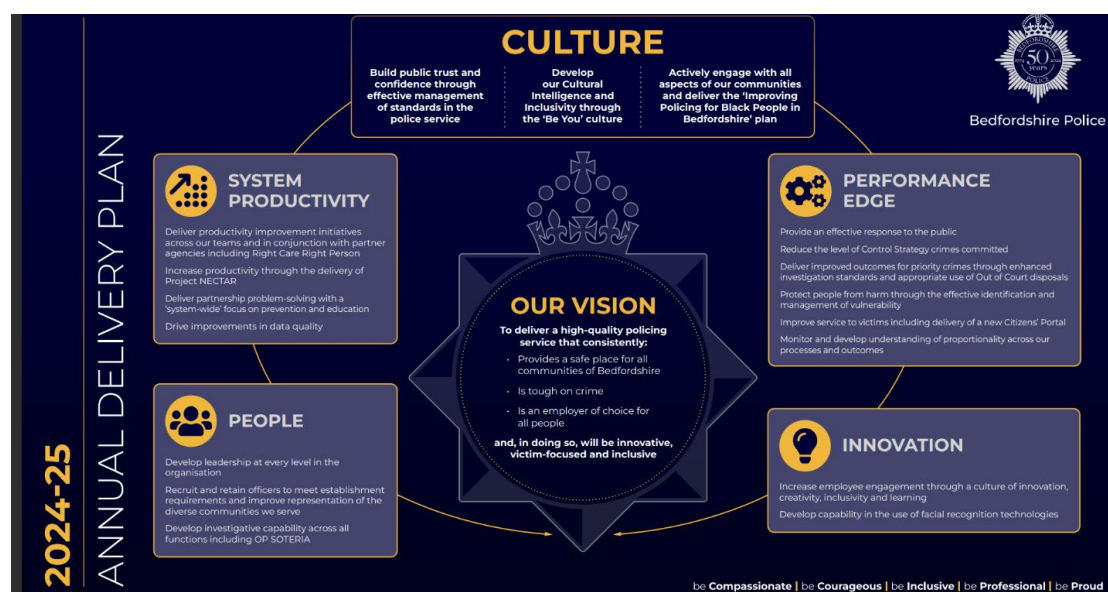 2024-25
ANNUAL DELIVERY PLAN
CULTURE
Build public trust and
confidence through
effective management
of standards in the
police service
Develop
our Cultural
Intelligence and
Inclusivity through
the 'Be You' culture
Actively engage with all
aspects of our communities
and deliver the 'Improving
Policing for Black People in
Bedfordshire' plan
BEDFORDSHIRE
1974
50
years
2024
POLICE
Bedfordshire Police
SYSTEM
PRODUCTIVITY
Deliver productivity improvement initiatives
across our teams and in conjunction with partner
agencies including Right Care Right Person
Increase productivity through the delivery of
Project NECTAR
Deliver partnership problem-solving with a
'system-wide' focus on prevention and education
Drive improvements in data quality
PEOPLE
Develop leadership at every level in the
organisation
Recruit and retain officers to meet establishment
requirements and improve representation of the
diverse communities we serve
Develop investigative capability across all
functions including OP SOTERIA
OUR VISION
To deliver a high-quality policing
service that consistently:
• Provides a safe place for all
communities of Bedfordshire
• Is tough on crime
• Is an employer of choice for
all people
and, in doing so, will be innovative,
victim-focused and inclusive
PERFORMANCE
EDGE
Provide an effective response to the public
Reduce the level of Control Strategy crimes committed
Deliver improved outcomes for priority crimes through enhanced
investigation standards and appropriate use of Out of Court disposals
Protect people from harm through the effective identification and
management of vulnerability
Improve service to victims including delivery of a new Citizens' Portal
Monitor and develop understanding of proportionality across our
processes and outcomes
INNOVATION
Increase employee engagement through a culture of innovation,
creativity, inclusivity and learning
Develop capability in the use of facial recognition technologies
be Compassionate | be Courageous | be Inclusive | be Professional | be Proud